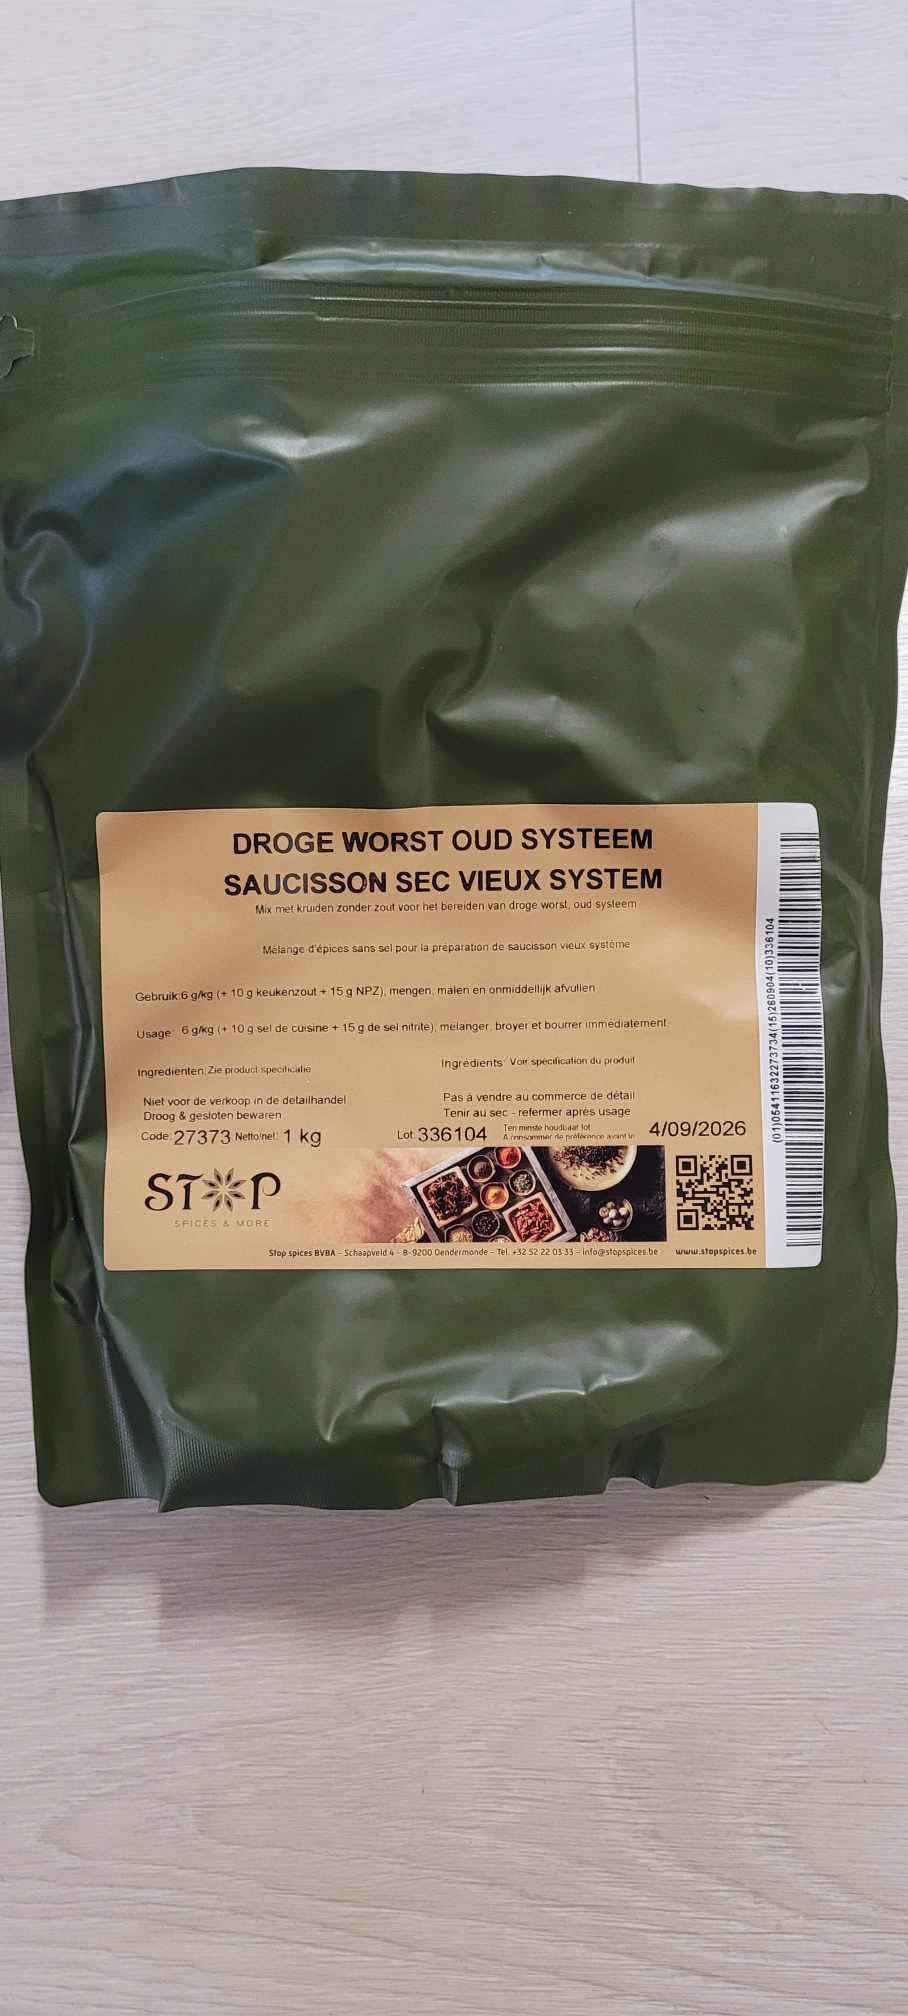 DROGE WORST OUD SYSTEEM
SAUCISSON SEC VIEUX SYSTEM
Mix met kruiden zonder zout voor het bereiden van droge worst, oud systeem
Mélange d'épices sans sel pour la préparation de saucisson vieux système
Gebruik:6 g/kg (+ 10 g keukenzout + 15 g NPZ), mengen, malen en onmiddellijk afvullen
Usage: 6 g/kg (+ 10 g sel de cuisine + 15 g de sel nitrité), mélanger, broyer et bourrer immédiatement.
Ingredienten: Zie product specificatie
Ingrédients: Voir specification du produit
Niet voor de verkoop in de detailhandel
Droog & gesloten bewaren
Pas à vendre au commerce de détail
Tenir au sec - refermer après usage
Code: 27373 Netto/net: 1 kg
Lot 336104
Ten minste houdbaar tot
A consommer de préférence avant le
4/09/2026
(01)05411632273734(15)260904(10)336104
STOP
SPICES & MORE
Stop spices BVBA - Schaapveld 4 - B-9200 Dendermonde - Tel. +32 52 22 03 33 - info@stopspices.be www.stopspices.be